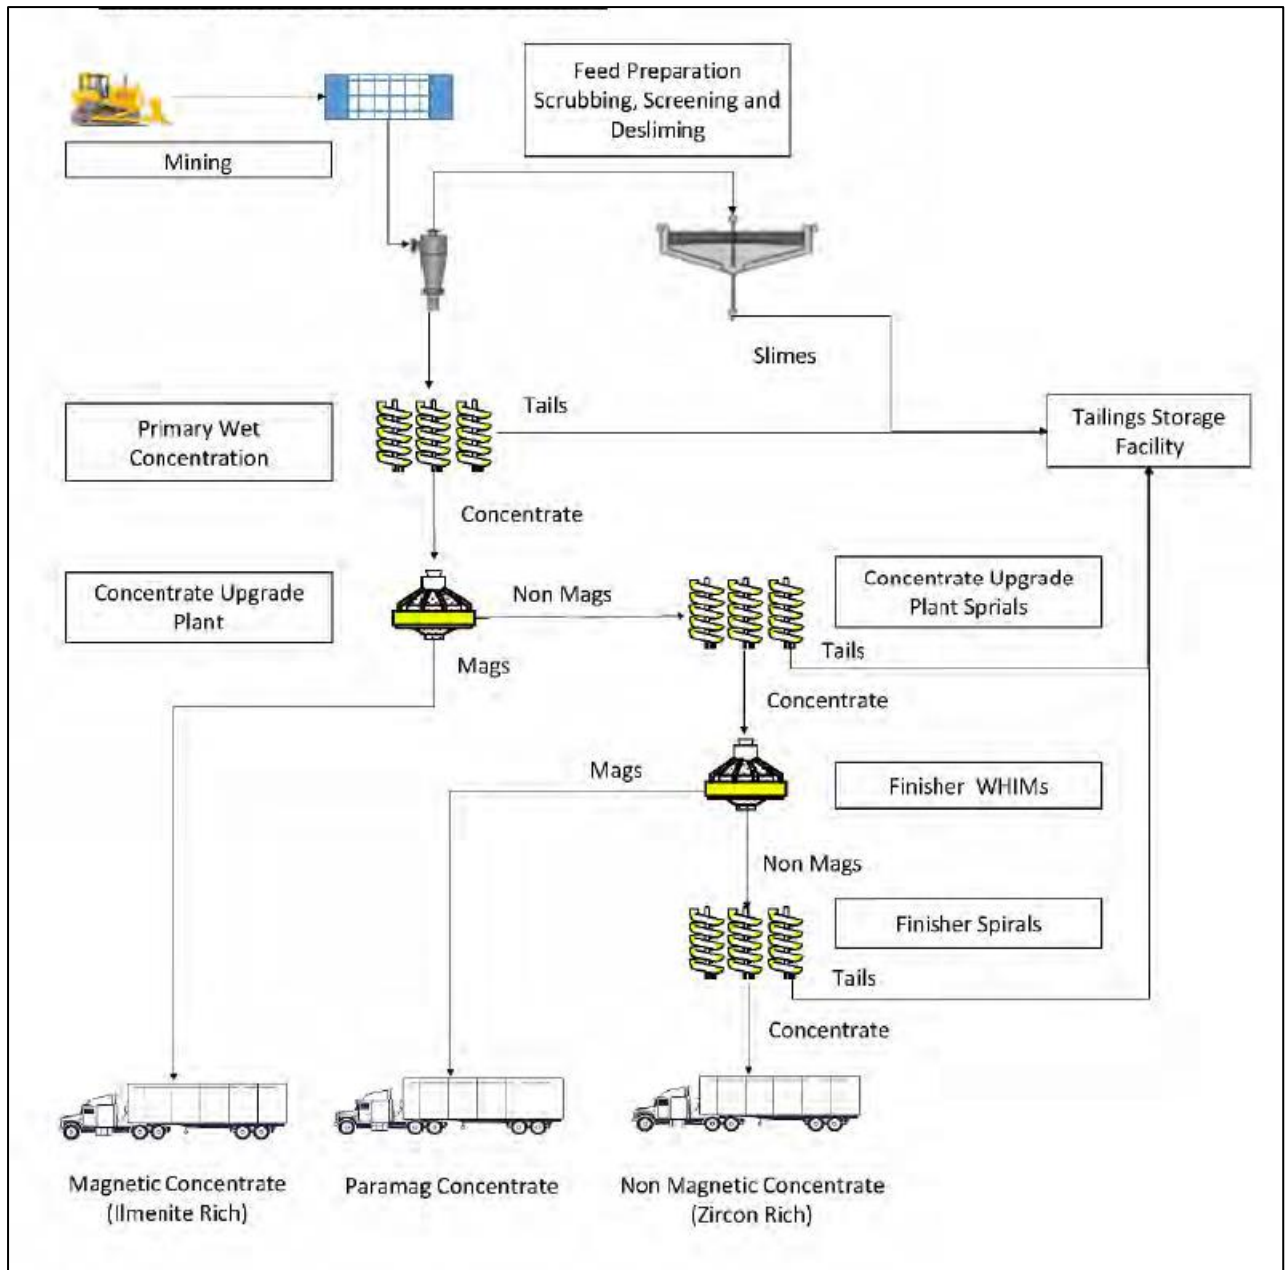 Feed Preparation
Scrubbing, Screening and
Desliming
Mining
Slimes
Tails
Primary Wet
Concentration
Tailings Storage
Facility
Concentrate
Concentrate Upgrade
Plant
Non Mags
Concentrate Upgrade
Plant Sprials
Mags
Tails
Concentrate
Mags
Finisher WHIMs
Non Mags
Finisher Spirals
Tails
Concentrate
Magnetic Concentrate
(Ilmenite Rich)
Paramag Concentrate
Non Magnetic Concentrate
(Zircon Rich)